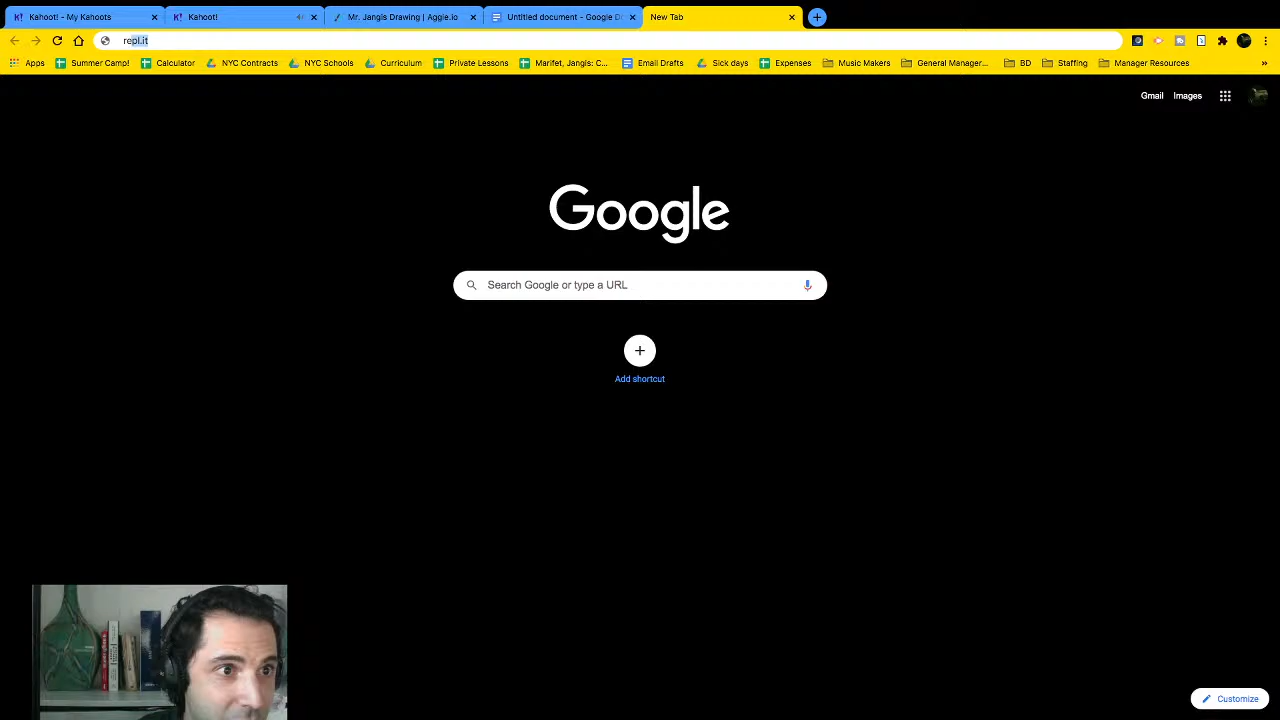 Kahoot! - My Kahoots
Kahoot!
Mr. Jangis Drawing | Aggie.io
Untitled document - Google Do
New Tab
repl.it
Apps
Summer Camp!
Calculator
NYC Contracts
NYC Schools
Curriculum
Private Lessons
Marifet, Jangis: C...
Email Drafts
Sick days
Expenses
Music Makers
General Manager...
BD
Staffing
Manager Resources
»
Gmail
Images
Google
Search Google or type a URL
Add shortcut
Customize